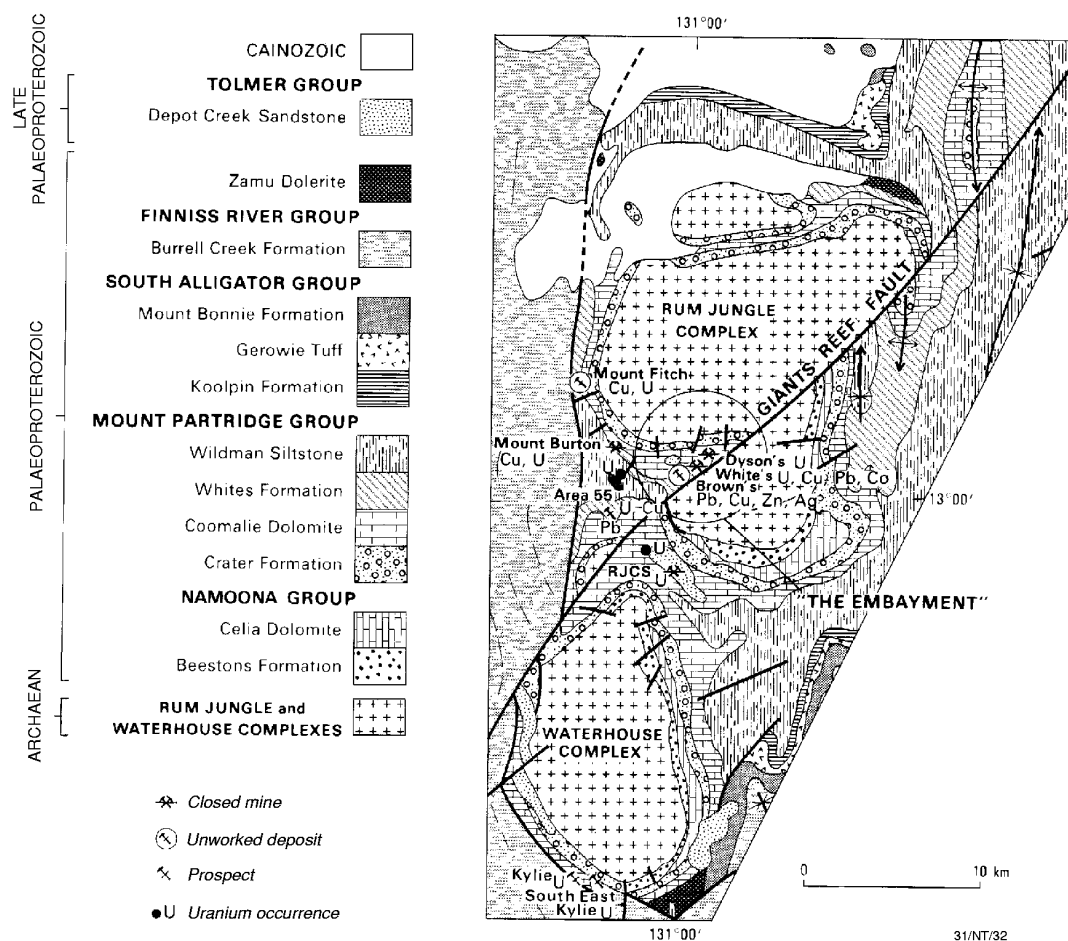 LATE
PALAEOPROTEROZOIC
CAINOZOIC
TOLMER GROUP
Depot Creek Sandstone
Zamu Dolerite
FINNISS RIVER GROUP
Burrell Creek Formation
PALAEOPROTEROZOIC
SOUTH ALLIGATOR GROUP
Mount Bonnie Formation
Gerowie Tuff
Koolpin Formation
MOUNT PARTRIDGE GROUP
Wildman Siltstone
Whites Formation
Coomalie Dolomite
Crater Formation
NAMOONA GROUP
Celia Dolomite
Beestons Formation
ARCHAEAN
RUM JUNGLE and
WATERHOUSE COMPLEXES
Closed mine
Unworked deposit
Prospect
U Uranium occurrence
131°00'
RUM JUNGLE
COMPLEX
GIANTS REEF FAULT
Mount Fitch
Cu, U
Mount Burton
Cu, U
U
Dyson's U
White's U, Cu, Pb, Co
Brown's
Pb, Cu, Zn, Ag
Area 55
U, Cu
Pb
U
RJCS
U
13°00'
"THE EMBAYMENT"
WATERHOUSE
COMPLEX
Kylie U
South East
Kylie U
0 10 km
131°00'
31/NT/32